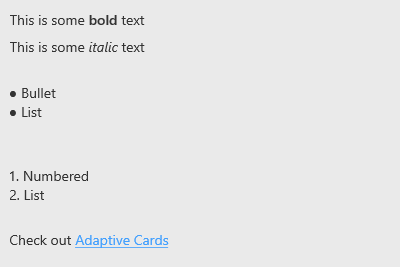 This is some bold text
This is some italic text
• Bullet
• List
1. Numbered
2. List
Check out Adaptive Cards